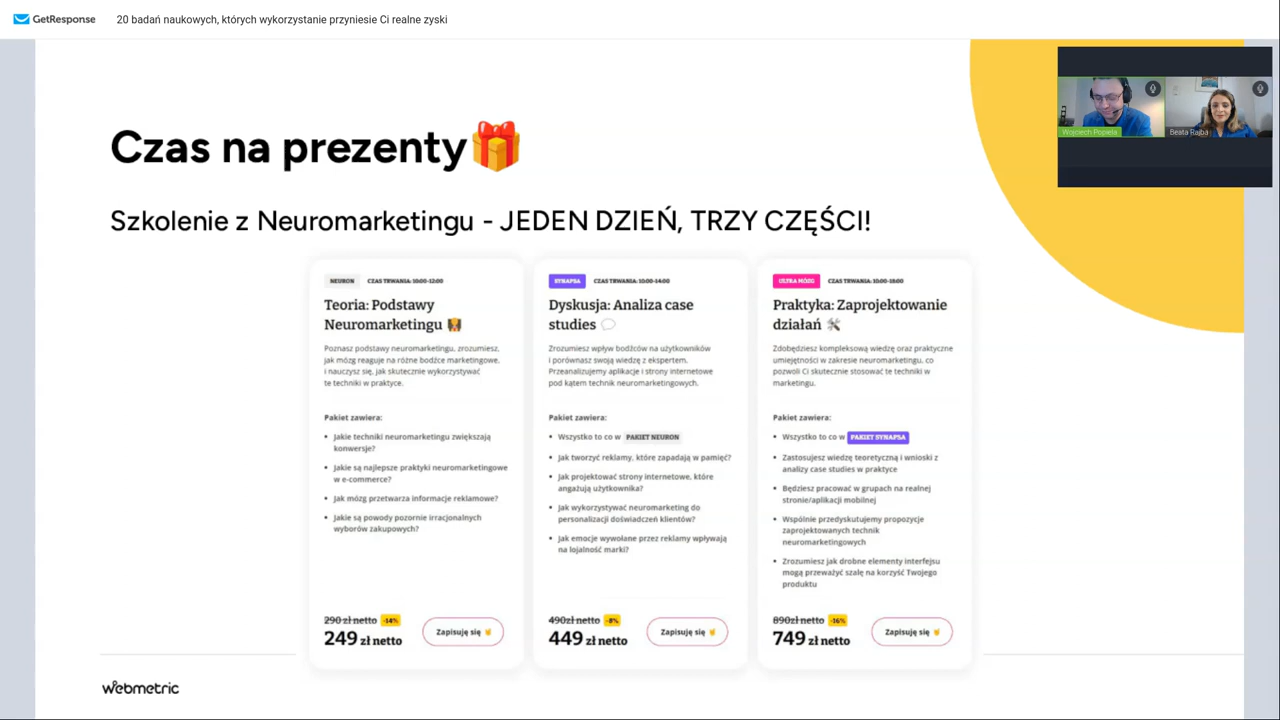 GetResponse
20 badań naukowych, których wykorzystanie przyniesie Ci realne zyski
Wojciech Popiela
Beata Rajba
Czas na prezenty
Szkolenie z Neuromarketingu - JEDEN DZIEŃ, TRZY CZĘŚCI!
NEURON
CZAS TRWANIA: 10:00-12:00
Teoria: Podstawy
Neuromarketingu
Poznasz podstawy neuromarketingu, zrozumiesz,
jak mózg reaguje na różne bodźce marketingowe,
i nauczysz się, jak skutecznie wykorzystywać
te techniki w praktyce.
Pakiet zawiera:
• Jakie techniki neuromarketingu zwiększają
konwersje?
• Jakie są najlepsze praktyki neuromarketingowe
w e-commerce?
• Jak mózg przetwarza informacje reklamowe?
• Jakie są powody pozornie irracjonalnych
wyborów zakupowych?
290 zł netto -14%
249 zł netto
Zapisuję się
SYNAPSA
CZAS TRWANIA: 10:00-14:00
Dyskusja: Analiza case
studies
Zrozumiesz wpływ bodźców na użytkowników
i porównasz swoją wiedzę z ekspertem.
Przeanalizujemy aplikacje i strony internetowe
pod kątem technik neuromarketingowych.
Pakiet zawiera:
• Wszystko to co w PAKIET NEURON
• Jak tworzyć reklamy, które zapadają w pamięć?
• Jak projektować strony internetowe, które
angażują użytkownika?
• Jak wykorzystywać neuromarketing do
personalizacji doświadczeń klientów?
• Jak emocje wywołane przez reklamy wpływają
na lojalność marki?
490zł netto -8%
449 zł netto
Zapisuję się
ULTRA MÓZG
CZAS TRWANIA: 10:00-18:00
Praktyka: Zaprojektowanie
działań
Zdobędziesz kompleksową wiedzę oraz praktyczne
umiejętności w zakresie neuromarketingu, co
pozwoli Ci skutecznie stosować te techniki w
marketingu.
Pakiet zawiera:
• Wszystko to co w PAKIET SYNAPSA
• Zastosujesz wiedzę teoretyczną i wnioski z
analizy case studies w praktyce
• Będziesz pracować w grupach na realnej
stronie/aplikacji mobilnej
• Wspólnie przedyskutujemy propozycje
zaprojektowanych technik
neuromarketingowych
• Zrozumiesz jak drobne elementy interfejsu
mogą przeważyć szalę na korzyść Twojego
produktu
890zł netto -16%
749 zł netto
Zapisuję się
webmetric